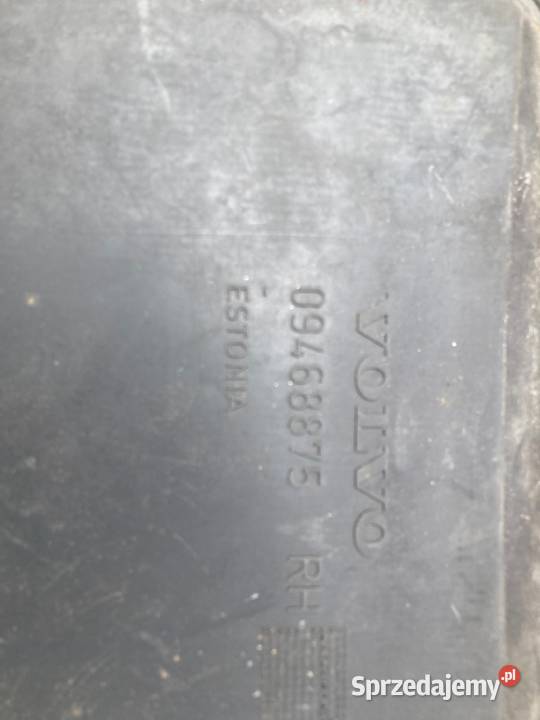 VOLVO
09468875 RH
-
ESTONIA
Sprzedajemy.pl